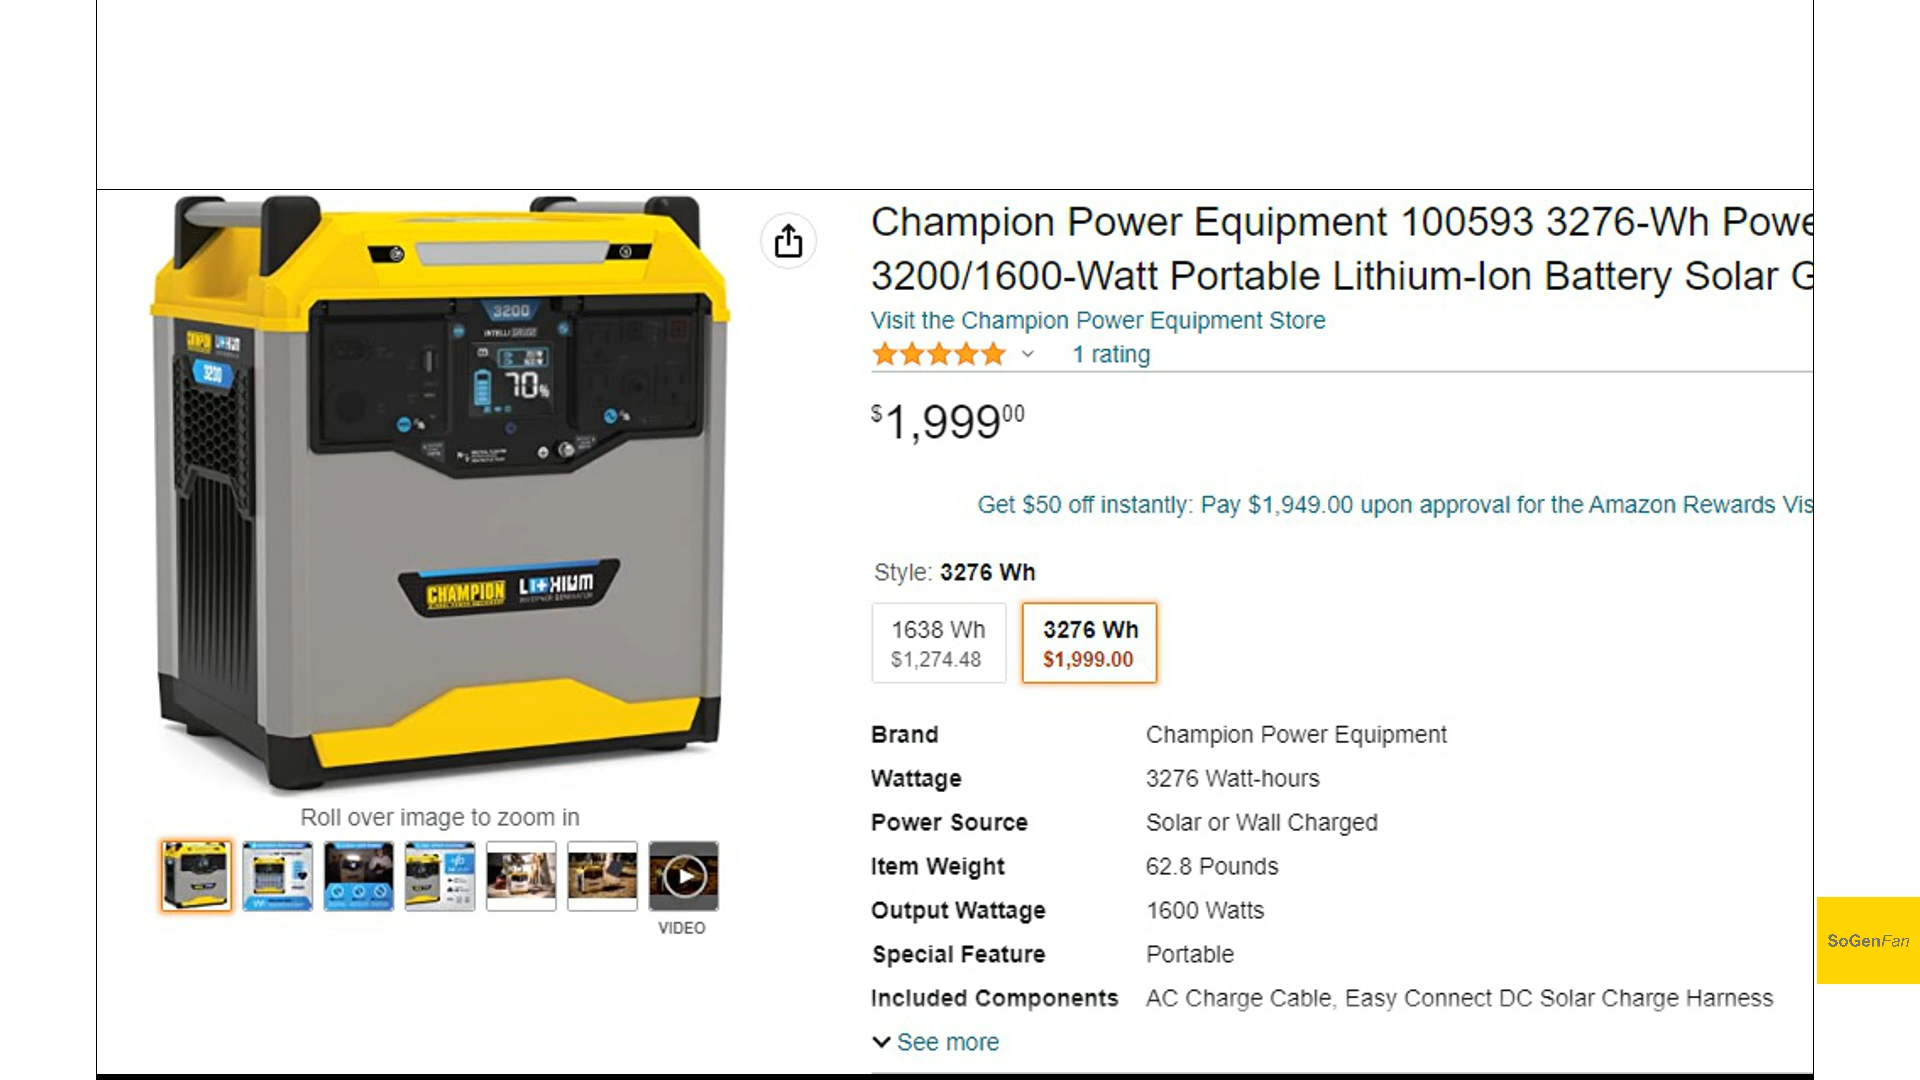 Champion Power Equipment 100593 3276-Wh Powe
3200/1600-Watt Portable Lithium-Ion Battery Solar G
Visit the Champion Power Equipment Store
1 rating
$1,99900
Get $50 off instantly: Pay $1,949.00 upon approval for the Amazon Rewards Vis
Style: 3276 Wh
1638 Wh
$1,274.48
3276 Wh
$1,999.00
Brand Champion Power Equipment
Wattage 3276 Watt-hours
Power Source Solar or Wall Charged
Item Weight 62.8 Pounds
Output Wattage 1600 Watts
Special Feature Portable
Included Components AC Charge Cable, Easy Connect DC Solar Charge Harness
See more
3200
INTELLI GAUGE
70%
CHAMPION LITHIUM
3200
CHAMPION LITHIUM
Roll over image to zoom in
VIDEO
SoGenFan